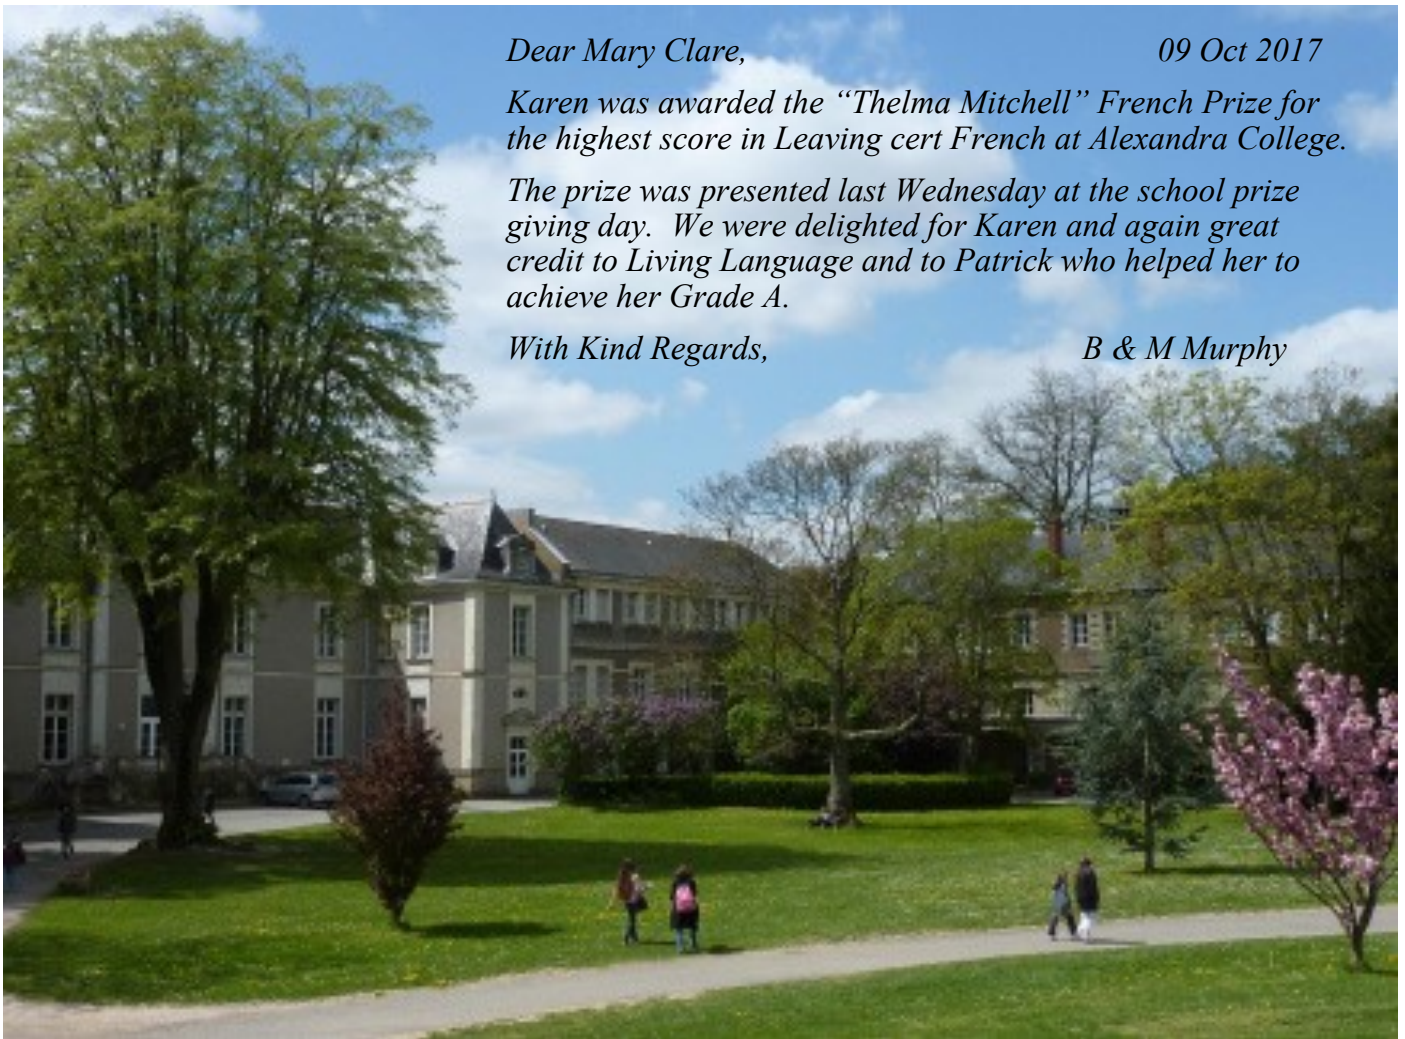 Dear Mary Clare, 09 Oct 2017
Karen was awarded the “Thelma Mitchell” French Prize for
the highest score in Leaving cert French at Alexandra College.
The prize was presented last Wednesday at the school prize
giving day.  We were delighted for Karen and again great
credit to Living Language and to Patrick who helped her to
achieve her Grade A.
With Kind Regards, B & M Murphy